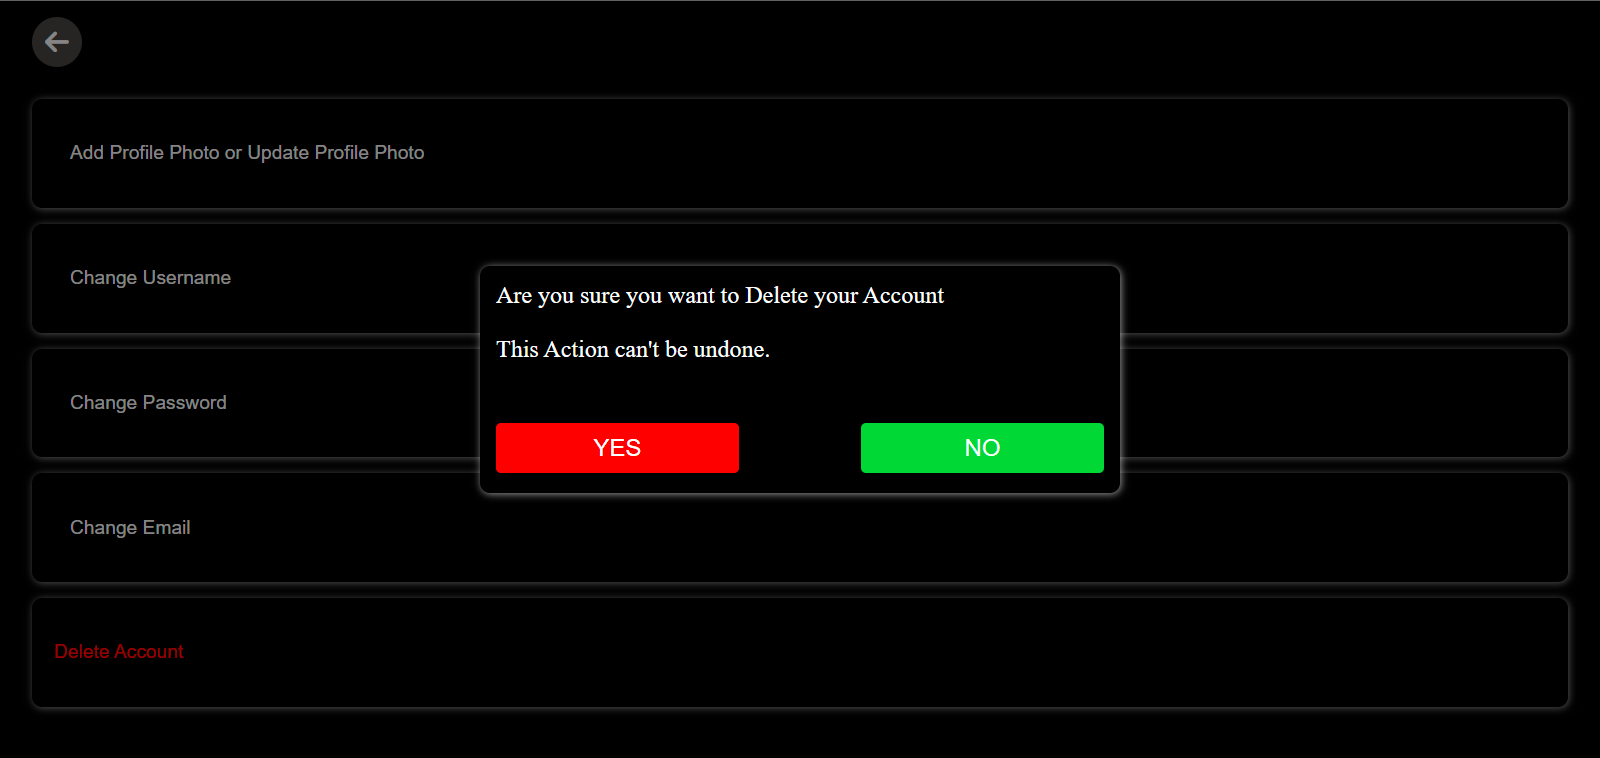 Add Profile Photo or Update Profile Photo
Change Username
Are you sure you want to Delete your Account
This Action can't be undone.
Change Password
YES
NO
Change Email
Delete Account